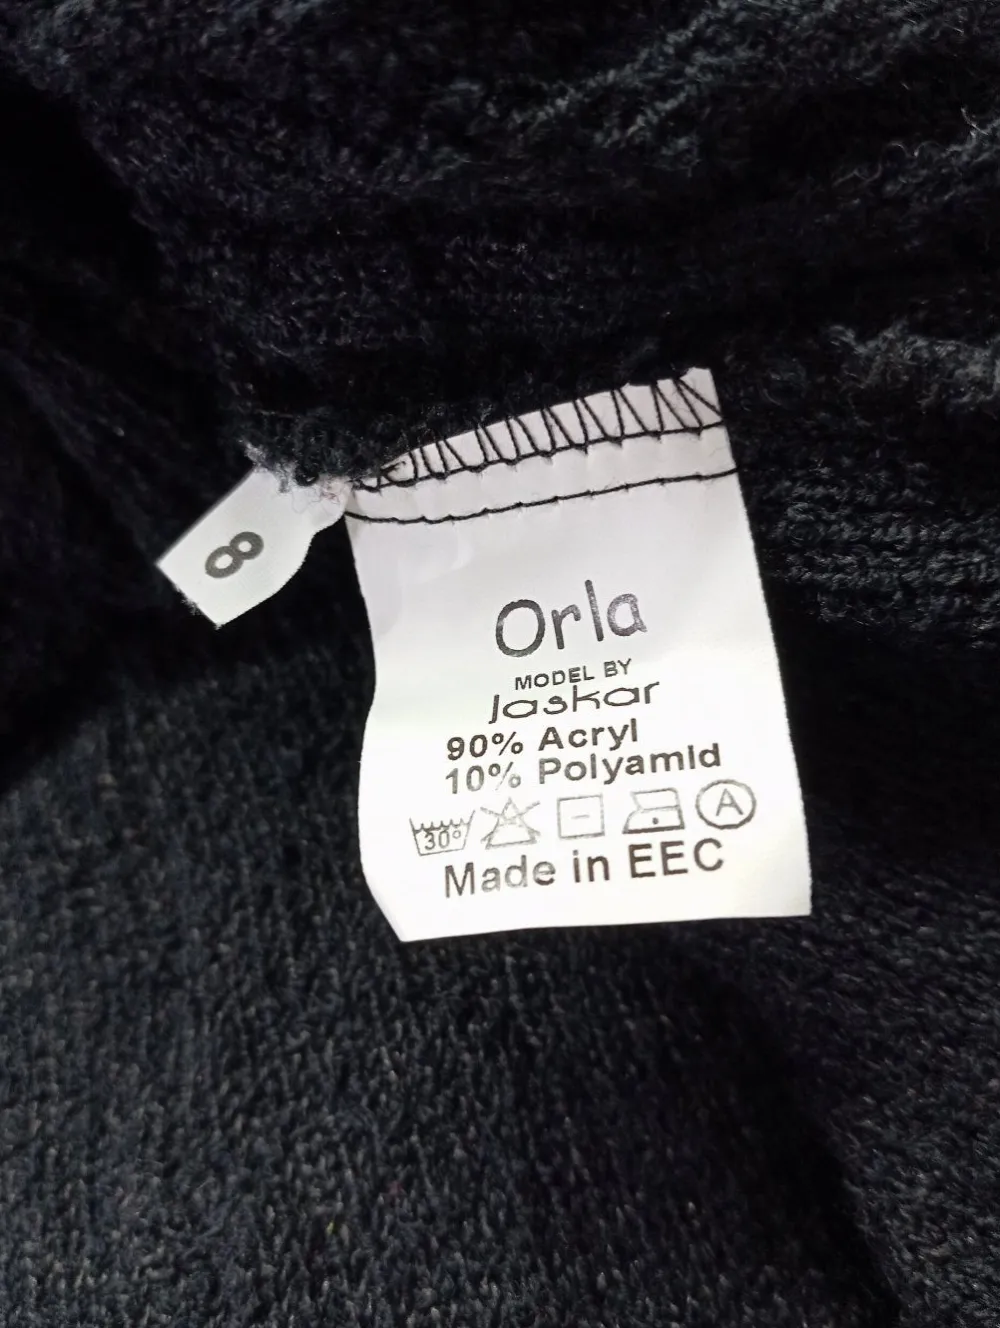 8
Orla
MODEL BY
Jaskar
90% Acryl
10% Polyamid
30° A
Made in EEC